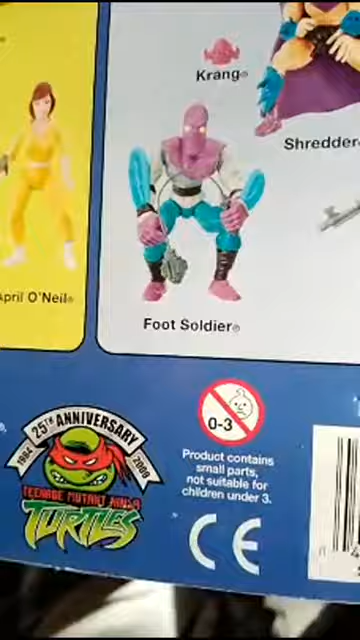 Krang®
Shredder
April O'Neil®
Foot Soldier®
25TH ANNIVERSARY
1984 2009
TEENAGE MUTANT NINJA
TURTLES
0-3
Product contains
small parts,
not suitable for
children under 3.
CE